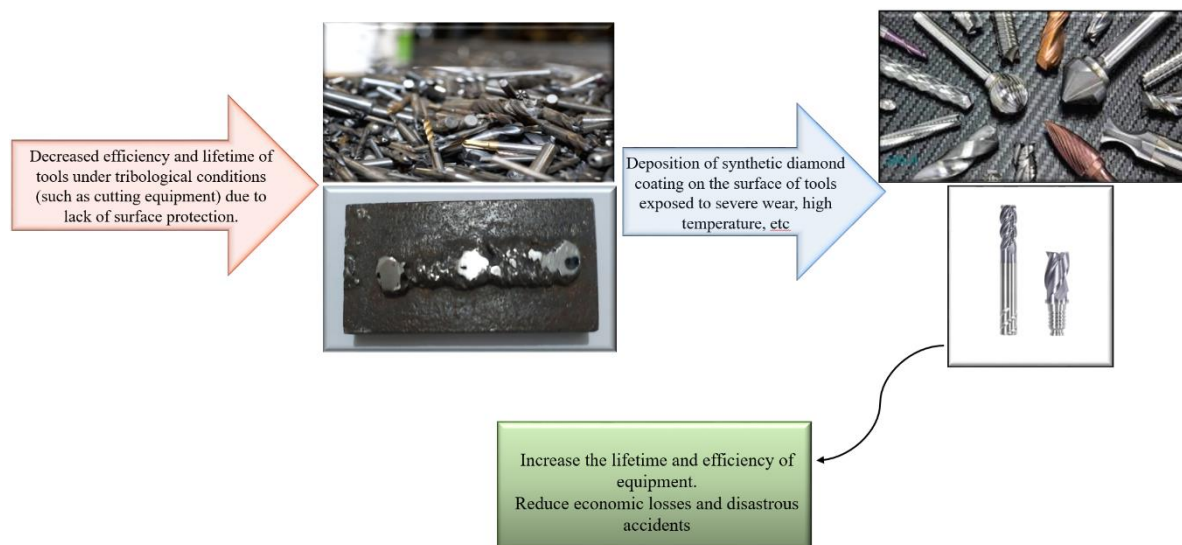 Decreased efficiency and lifetime of
tools under tribological conditions
(such as cutting equipment) due to
lack of surface protection.
Deposition of synthetic diamond
coating on the surface of tools
exposed to severe wear, high
temperature, etc
Increase the lifetime and efficiency of
equipment.
Reduce economic losses and disastrous
accidents